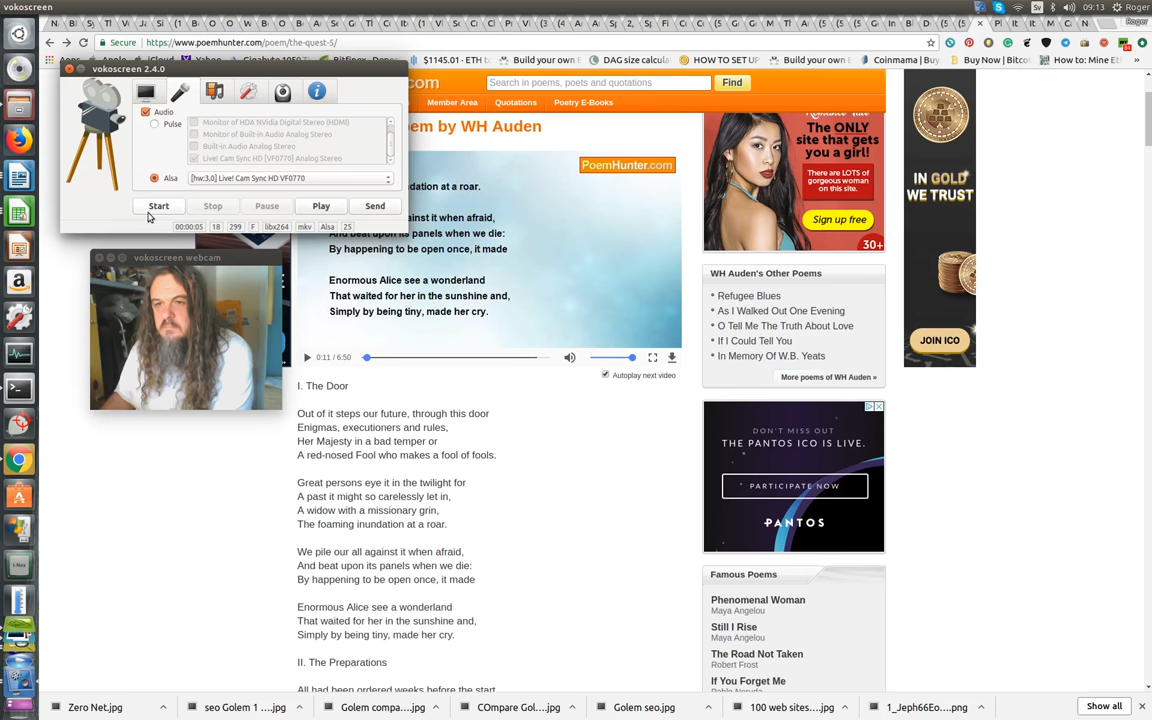 vokoscreen
Sv
09:13
Roger
Roger
Secure
https://www.poemhunter.com/poem/the-quest-5/
Yahoo
$1145.01 - ETH to
Build your own E
DAG size calcula
HOW TO SET UP
Build your own E
Coinmama | Buy
Buy Now | Bitco
How to: Mine Et
vokoscreen 2.4.0
Audio
Pulse
Monitor of HDA NVidia Digital Stereo (HDMI)
Monitor of Built-in Audio Analog Stereo
Built-in Audio Analog Stereo
Live! Cam Sync HD [VF0770] Analog Stereo
Alsa
[hw:3,0] Live! Cam Sync HD VF0770
Start
Stop
Pause
Play
Send
00:00:05
18
299
F
libx264
mkv
Alsa
25
vokoscreen webcam
.com
Search in poems, poets and quotations
Find
Member Area
Quotations
Poetry E-Books
em by WH Auden
PoemHunter.com
ndation at a roar.
ainst it when afraid,
And beat upon its panels when we die:
By happening to be open once, it made
Enormous Alice see a wonderland
That waited for her in the sunshine and,
Simply by being tiny, made her cry.
0:11 / 6:50
Autoplay next video
I. The Door
Out of it steps our future, through this door
Enigmas, executioners and rules,
Her Majesty in a bad temper or
A red-nosed Fool who makes a fool of fools.
Great persons eye it in the twilight for
A past it might so carelessly let in,
A widow with a missionary grin,
The foaming inundation at a roar.
We pile our all against it when afraid,
And beat upon its panels when we die:
By happening to be open once, it made
Enormous Alice see a wonderland
That waited for her in the sunshine and,
Simply by being tiny, made her cry.
II. The Preparations
All had been ordered weeks before the start
The ONLY
site that gets
you a girl!
There are LOTS of
gorgeous woman
on this site.
Sign up free
30+
WH Auden's Other Poems
Refugee Blues
As I Walked Out One Evening
O Tell Me The Truth About Love
If I Could Tell You
In Memory Of W.B. Yeats
More poems of WH Auden »
DON'T MISS OUT
THE PANTOS ICO IS LIVE.
PARTICIPATE NOW
PANTOS
Famous Poems
Phenomenal Woman
Maya Angelou
Still I Rise
Maya Angelou
The Road Not Taken
Robert Frost
If You Forget Me
Pablo Neruda
IN GOLD
WE TRUST
JOIN ICO
Zero Net.jpg
seo Golem 1 ....jpg
Golem compa....jpg
COmpare Gol....jpg
Golem seo.jpg
100 web sites....jpg
1_Jeph66Eo....png
Show all